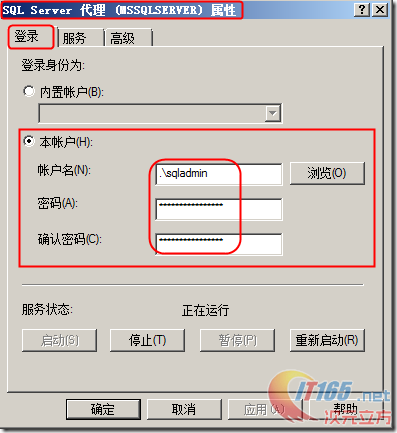 SQL Server 代理 (MSSQLSERVER) 属性
登录 服务 高级
登录身份为:
内置帐户(B):
本帐户(H):
帐户名(N): .\sqladmin 浏览(O)
密码(A): ***************
确认密码(C): ***************
服务状态: 正在运行
启动(S) 停止(T) 暂停(P) 重新启动(R)
确定 取消 应用(A) 帮助
IT165.net
次元立方